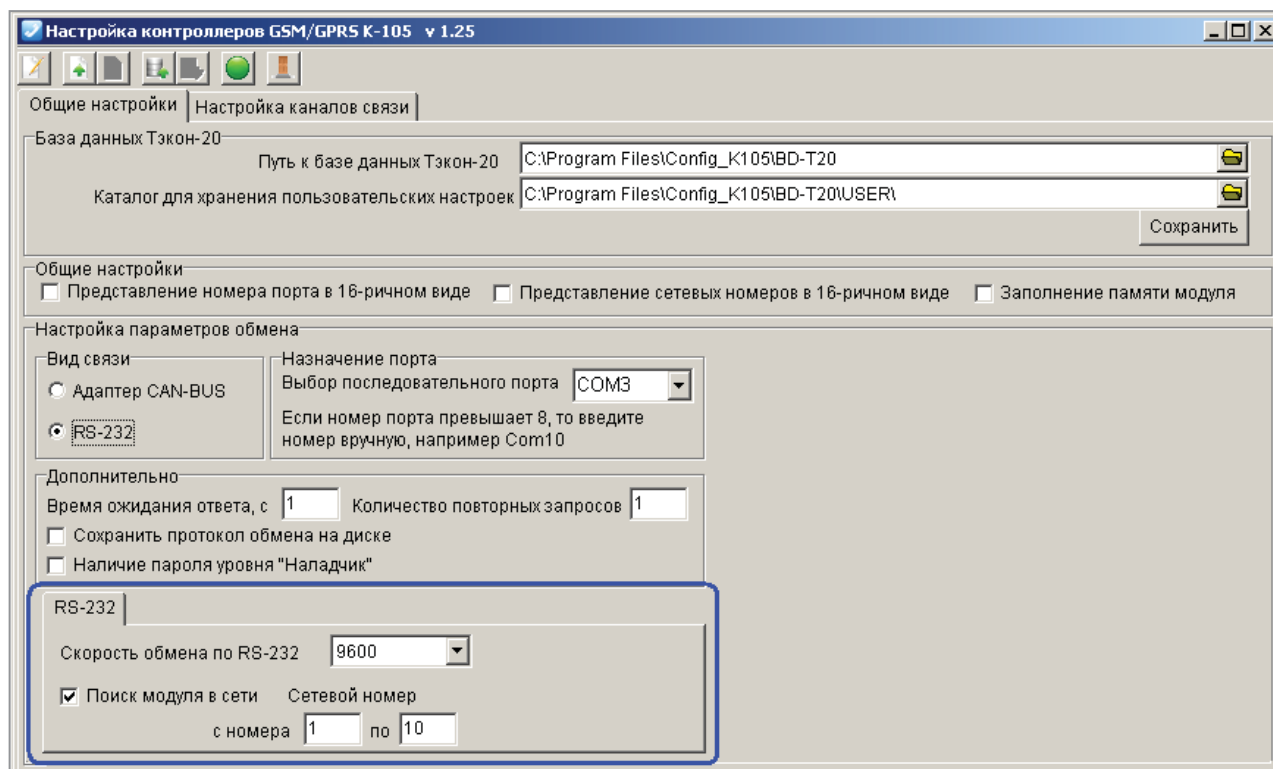 Настройка контроллеров GSM/GPRS K-105 v 1.25
Общие настройки Настройка каналов связи
База данных Тэкон-20
Путь к базе данных Тэкон-20 C:\Program Files\Config_K105\BD-T20
Каталог для хранения пользовательских настроек C:\Program Files\Config_K105\BD-T20\USER\
Сохранить
Общие настройки
Представление номера порта в 16-ричном виде Представление сетевых номеров в 16-ричном виде Заполнение памяти модуля
Настройка параметров обмена
Вид связи
Адаптер CAN-BUS
RS-232
Назначение порта
Выбор последовательного порта COM3
Если номер порта превышает 8, то введите
номер вручную, например Com10
Дополнительно
Время ожидания ответа, с 1 Количество повторных запросов 1
Сохранить протокол обмена на диске
Наличие пароля уровня "Наладчик"
RS-232
Скорость обмена по RS-232 9600
Поиск модуля в сети Сетевой номер
с номера 1 по 10